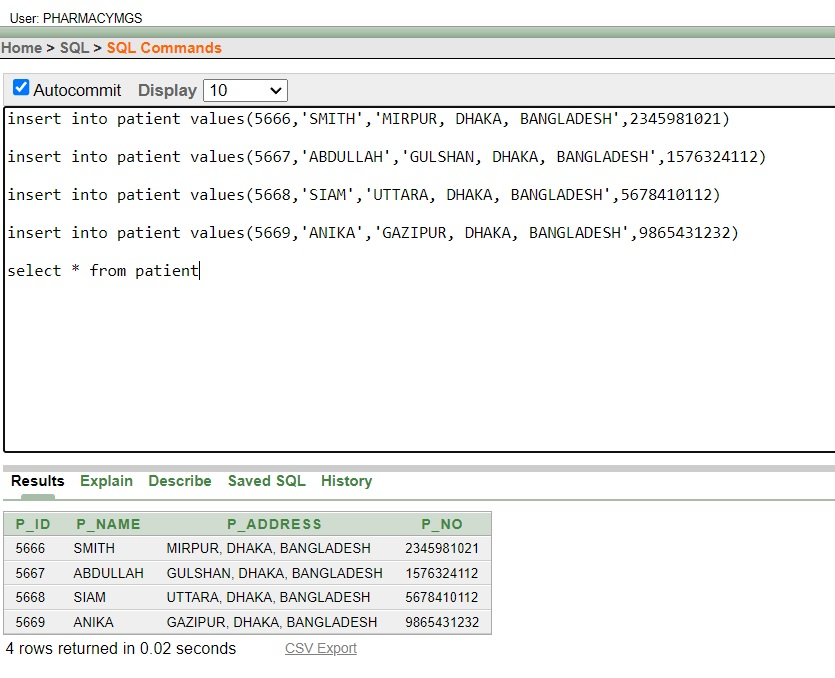 User: PHARMACYMGS
Home > SQL > SQL Commands
Autocommit Display 10
insert into patient values(5666,'SMITH','MIRPUR, DHAKA, BANGLADESH',2345981021)
insert into patient values(5667,'ABDULLAH','GULSHAN, DHAKA, BANGLADESH',1576324112)
insert into patient values(5668,'SIAM','UTTARA, DHAKA, BANGLADESH',5678410112)
insert into patient values(5669,'ANIKA','GAZIPUR, DHAKA, BANGLADESH',9865431232)
select * from patient
Results Explain Describe Saved SQL History
P_ID P_NAME P_ADDRESS P_NO
5666 SMITH MIRPUR, DHAKA, BANGLADESH 2345981021
5667 ABDULLAH GULSHAN, DHAKA, BANGLADESH 1576324112
5668 SIAM UTTARA, DHAKA, BANGLADESH 5678410112
5669 ANIKA GAZIPUR, DHAKA, BANGLADESH 9865431232
4 rows returned in 0.02 seconds CSV Export